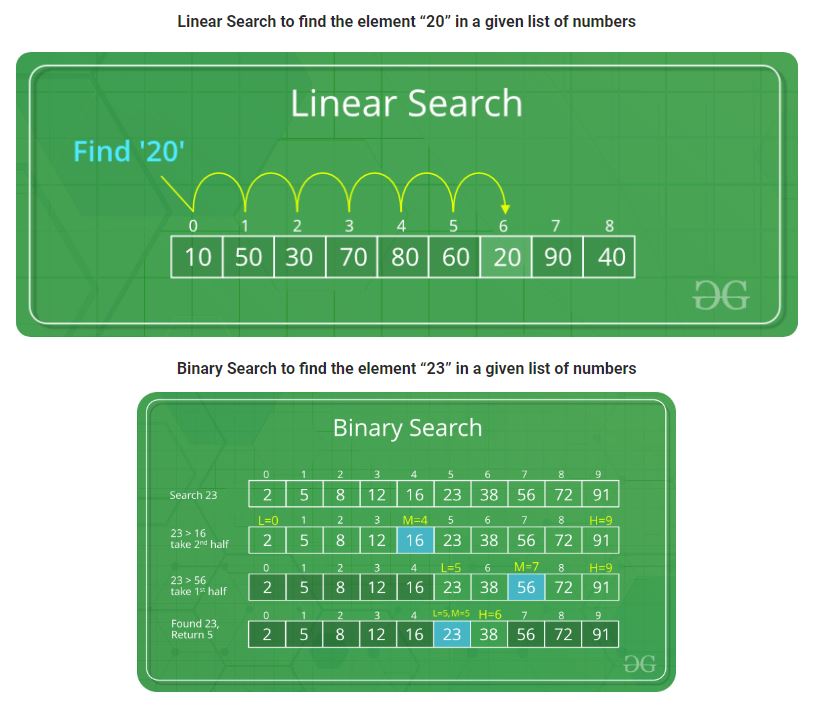 Linear Search to find the element “20” in a given list of numbers
Linear Search
Find '20'
0 1 2 3 4 5 6 7 8
10 50 30 70 80 60 20 90 40
Binary Search to find the element “23” in a given list of numbers
Binary Search
0 1 2 3 4 5 6 7 8 9
Search 23 2 5 8 12 16 23 38 56 72 91
L=0 1 2 3 M=4 5 6 7 8 H=9
23 > 16
take 2nd half 2 5 8 12 16 23 38 56 72 91
0 1 2 3 4 L=5 6 M=7 8 H=9
23 > 56
take 1st half 2 5 8 12 16 23 38 56 72 91
0 1 2 3 4 L=5, M=5 H=6 7 8 9
Found 23,
Return 5 2 5 8 12 16 23 38 56 72 91